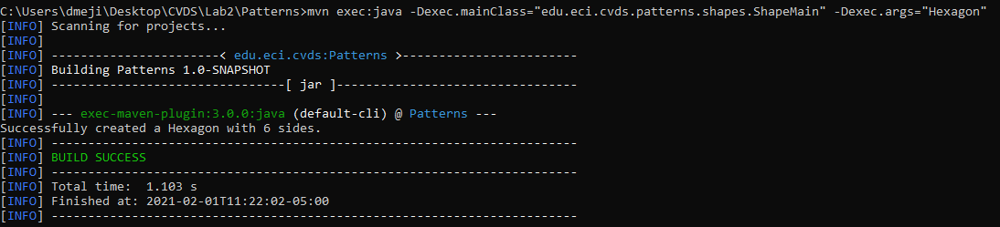 C:\Users\dmeji\Desktop\CVDS\Lab2\Patterns>mvn exec:java -Dexec.mainClass="edu.eci.cvds.patterns.shapes.ShapeMain" -Dexec.args="Hexagon"
[INFO] Scanning for projects...
[INFO]
[INFO] -----------------------< edu.eci.cvds:Patterns >------------------------
[INFO] Building Patterns 1.0-SNAPSHOT
[INFO] --------------------------------[ jar ]---------------------------------
[INFO]
[INFO] --- exec-maven-plugin:3.0.0:java (default-cli) @ Patterns ---
Successfully created a Hexagon with 6 sides.
[INFO] ------------------------------------------------------------------------
[INFO] BUILD SUCCESS
[INFO] ------------------------------------------------------------------------
[INFO] Total time:  1.103 s
[INFO] Finished at: 2021-02-01T11:22:02-05:00
[INFO] ------------------------------------------------------------------------